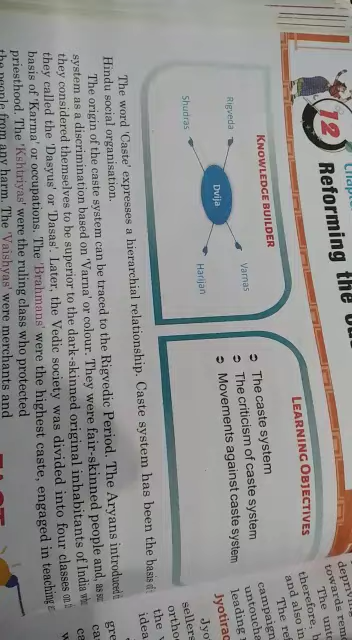 12
Reforming the
KNOWLEDGE BUILDER
Rigveda
Varnas
Dvija
Shudras
Harijan
LEARNING OBJECTIVES
The caste system
The criticism of caste system
Movements against caste system
The word 'Caste' expresses a hierarchial relationship. Caste system has been the basis of
Hindu social organisation.
The origin of the caste system can be traced to the Rigvedic Period. The Aryans introduced
system as a discrimination based on 'Varna' or colour. They were fair-skinned people and, as such
they considered themselves to be superior to the dark-skinned original inhabitants of India
they called the 'Dasyus' or 'Dasas'. Later, the Vedic society was divided into four classes on
basis of 'Karma' or occupations. The 'Brahmans' were the highest caste, engaged in teaching
priesthood. The 'Kshtriyas' were the ruling class who protected
the people from any harm. The 'Vaishyas' were merchants and
towards
The
therefore,
and also in
The
campaign
leading
sellers
the